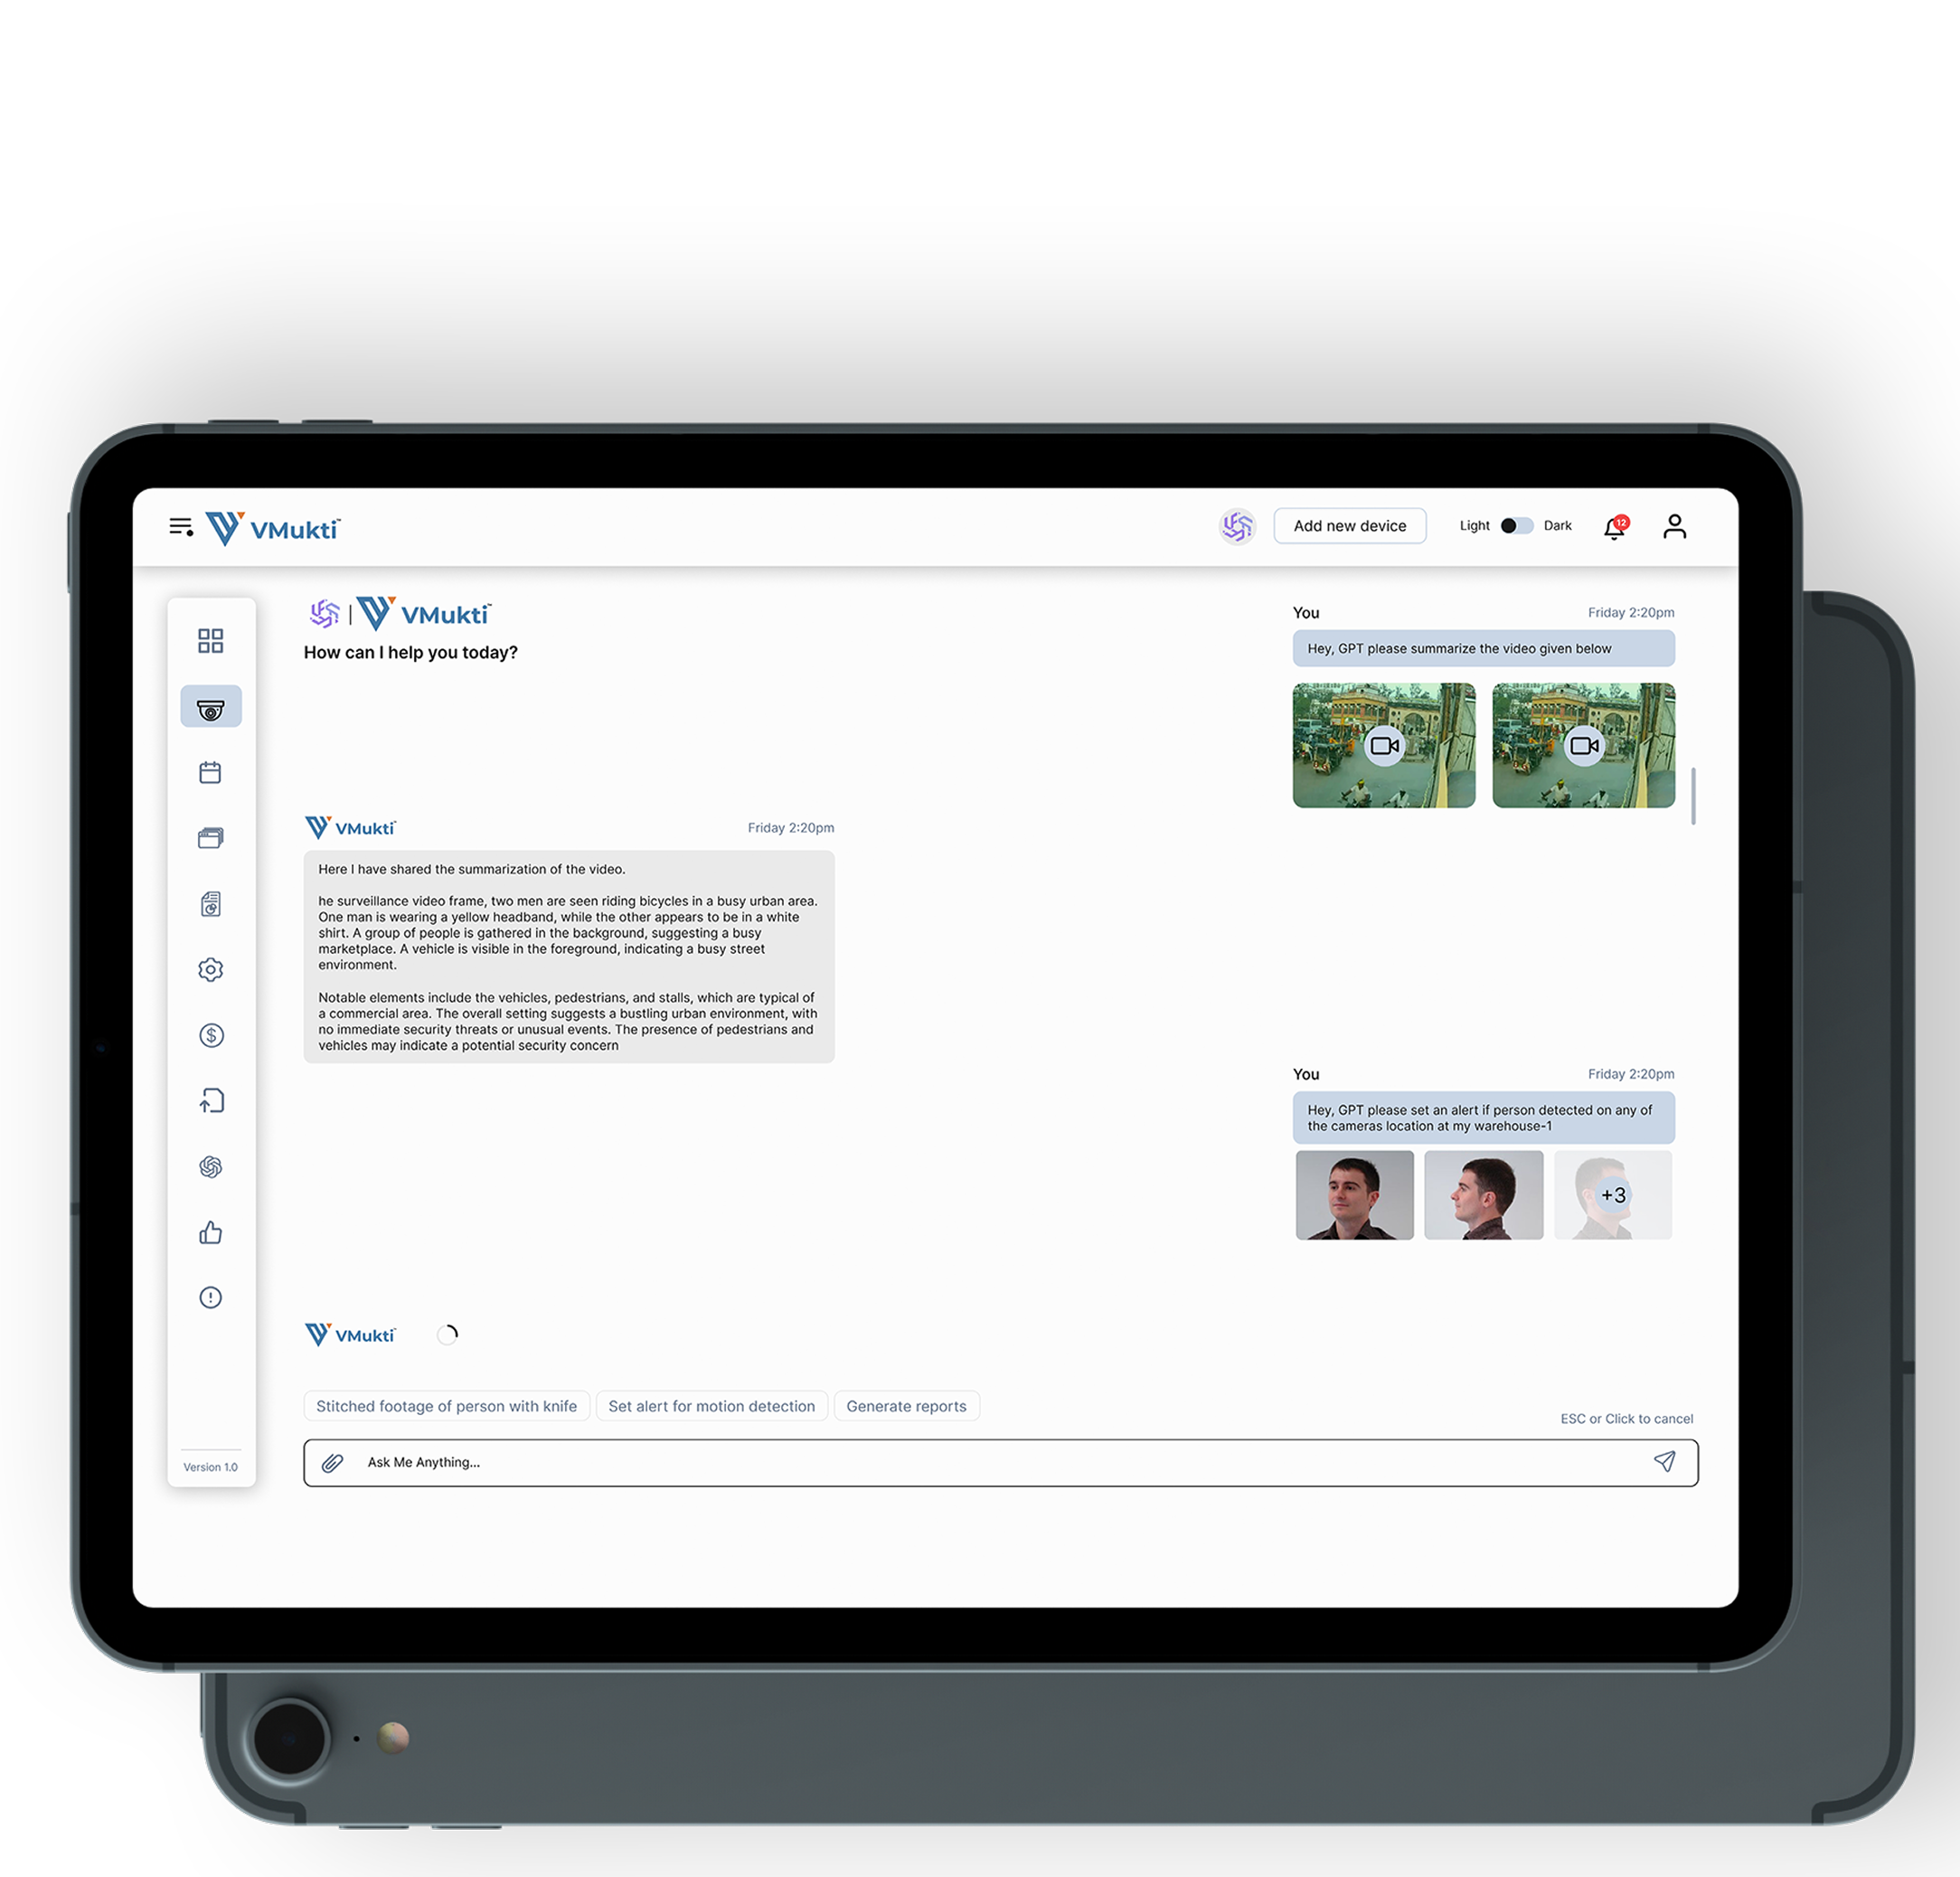 VMukti™
Add new device
Light
Dark
12
VMukti™
How can I help you today?
You
Friday 2:20pm
Hey, GPT please summarize the video given below
VMukti™
Friday 2:20pm
Here I have shared the summarization of the video.
he surveillance video frame, two men are seen riding bicycles in a busy urban area.
One man is wearing a yellow headband, while the other appears to be in a white
shirt. A group of people is gathered in the background, suggesting a busy
marketplace. A vehicle is visible in the foreground, indicating a busy street
environment.
Notable elements include the vehicles, pedestrians, and stalls, which are typical of
a commercial area. The overall setting suggests a bustling urban environment, with
no immediate security threats or unusual events. The presence of pedestrians and
vehicles may indicate a potential security concern
You
Friday 2:20pm
Hey, GPT please set an alert if person detected on any of
the cameras location at my warehouse-1
+3
VMukti™
Stitched footage of person with knife
Set alert for motion detection
Generate reports
ESC or Click to cancel
Ask Me Anything...
Version 1.0